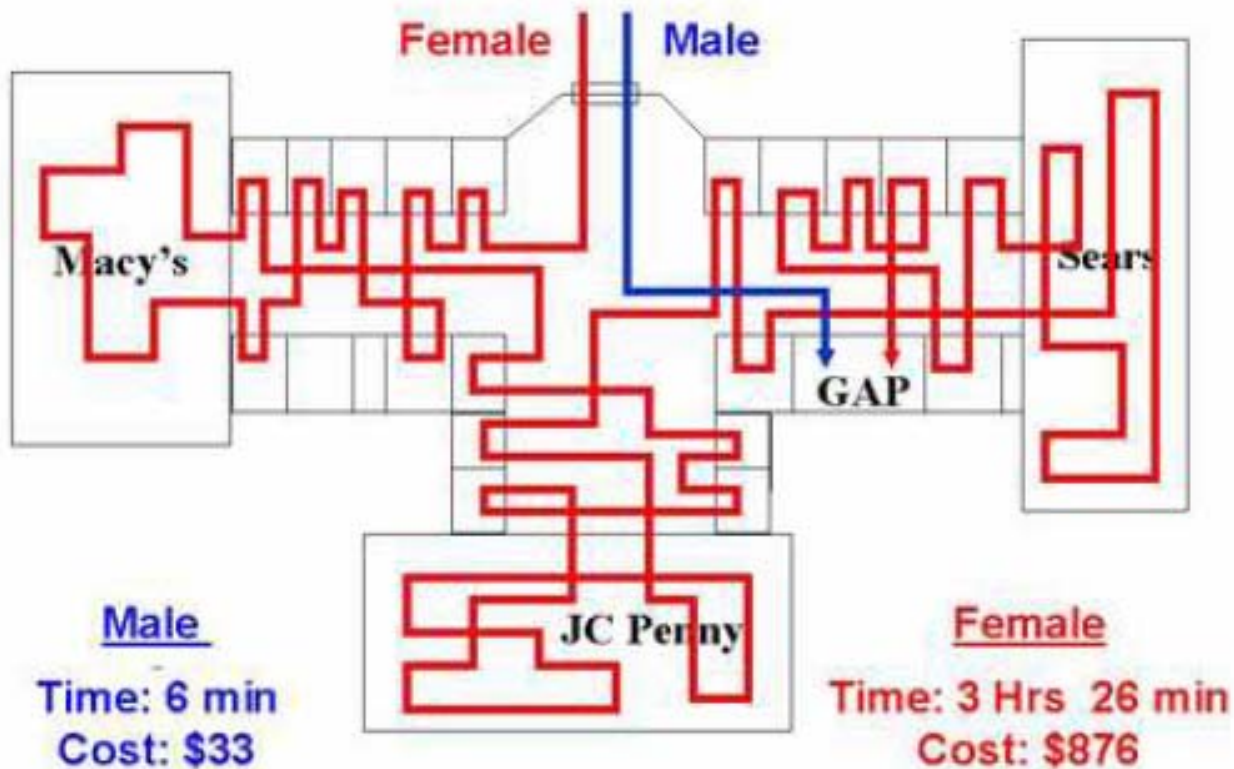 Female Male
Macy's
Sears
GAP
JC Penny
Male
Time: 6 min
Cost: $33
Female
Time: 3 Hrs 26 min
Cost: $876